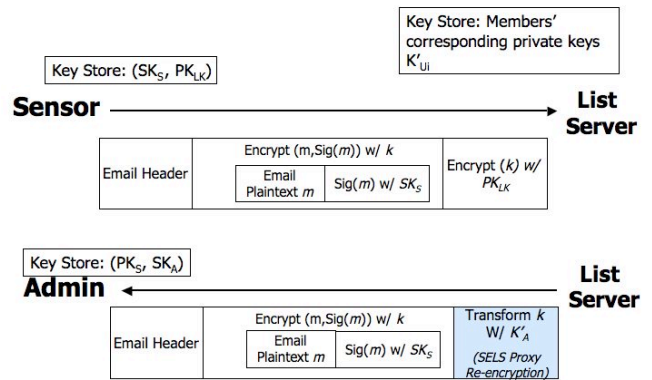 Key Store: Members'
corresponding private keys
K'Ui
Key Store: (SKS, PKLK)
Sensor
List
Server
Email Header
Encrypt (m,Sig(m)) w/ k
Email
Plaintext m
Sig(m) w/ SKS
Encrypt (k) w/
PKLK
Key Store: (PKS, SKA)
Admin
List
Server
Email Header
Encrypt (m,Sig(m)) w/ k
Email
Plaintext m
Sig(m) w/ SKS
Transform k
W/ K'A
(SELS Proxy
Re-encryption)